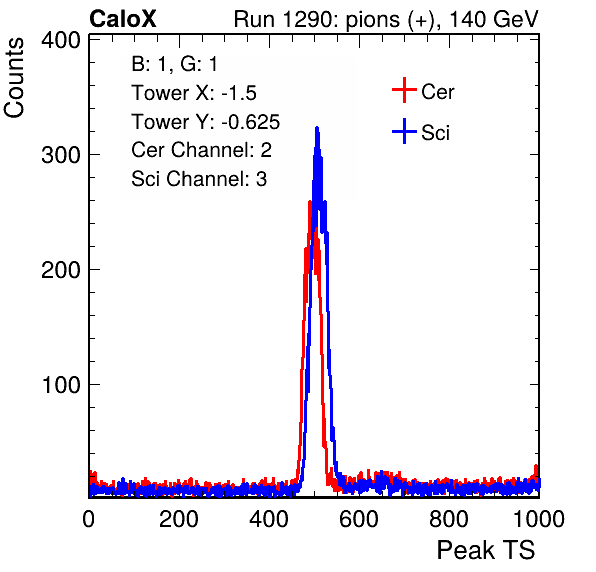 CaloX Run 1290: pions (+), 140 GeV
Counts
400
300
200
100
B: 1, G: 1
Tower X: -1.5
Tower Y: -0.625
Cer Channel: 2
Sci Channel: 3
Cer
Sci
0 200 400 600 800 1000
Peak TS